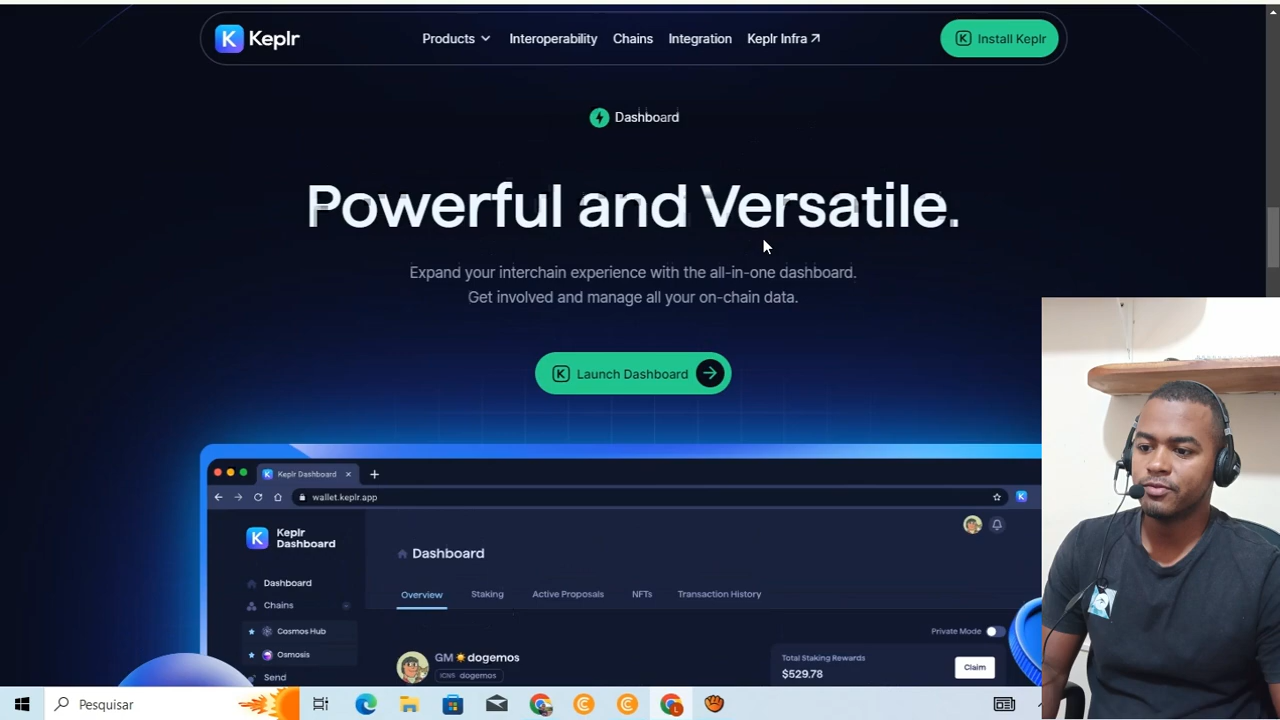 Keplr
Products
Interoperability
Chains
Integration
Keplr Infra
Install Keplr
Dashboard
Powerful and Versatile.
Expand your interchain experience with the all-in-one dashboard.
Get involved and manage all your on-chain data.
Launch Dashboard
Keplr Dashboard
wallet.keplr.app
Keplr
Dashboard
Dashboard
Chains
Cosmos Hub
Osmosis
Send
Dashboard
Overview
Staking
Active Proposals
NFTs
Transaction History
Private Mode
GM dogemos
ICNS dogemos
Total Staking Rewards
$529.78
Claim
Pesquisar